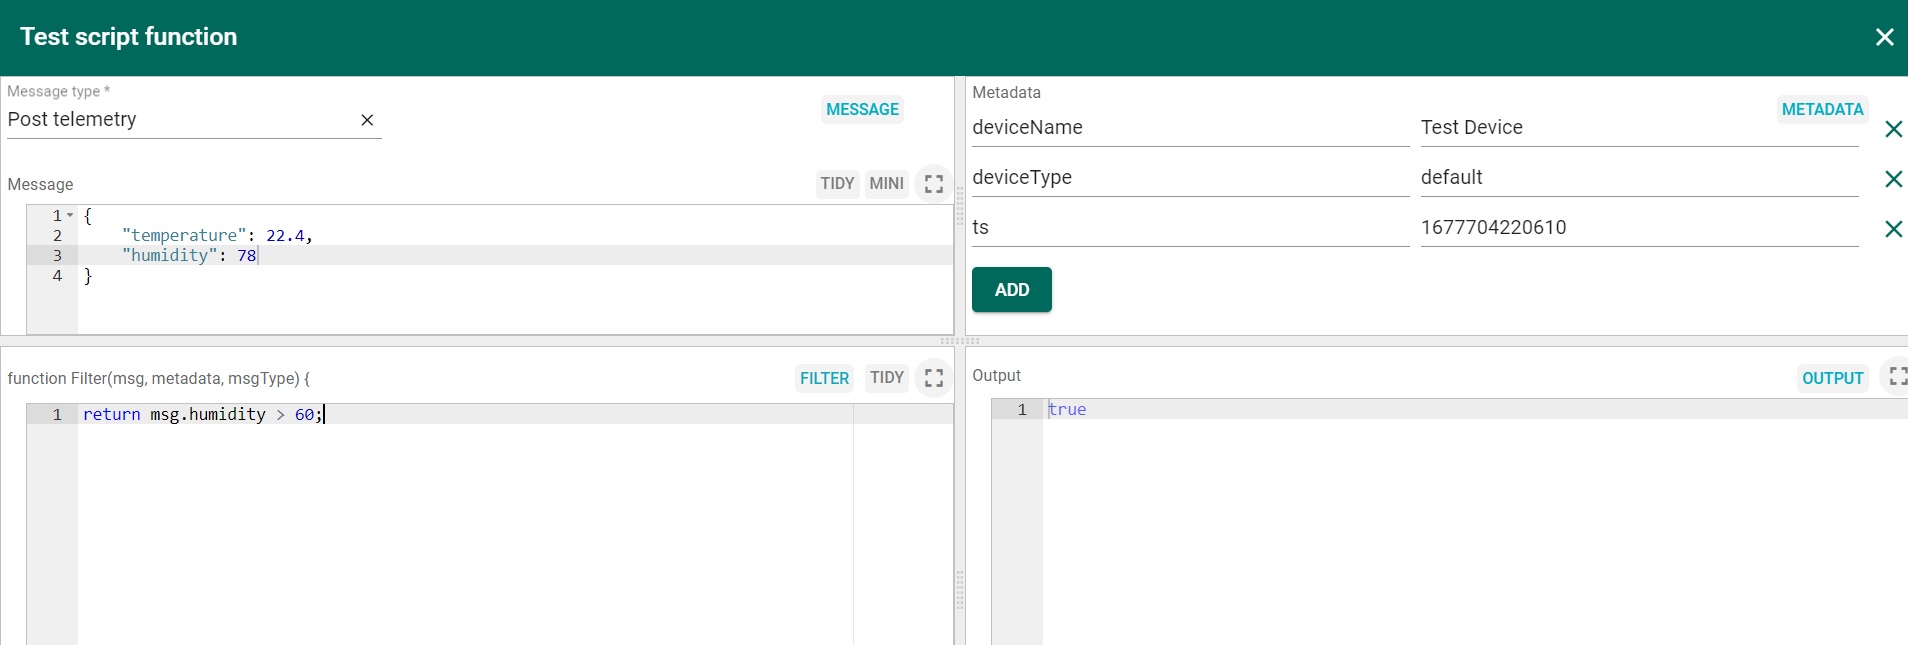 Test script function
Message type *
MESSAGE
Post telemetry
Message
TIDY MINI
1 {
2 "temperature": 22.4,
3 "humidity": 78
4 }
Metadata
METADATA
deviceName Test Device
deviceType default
ts 1677704220610
ADD
function Filter(msg, metadata, msgType) {
FILTER TIDY
1 return msg.humidity > 60;
Output
OUTPUT
1 true